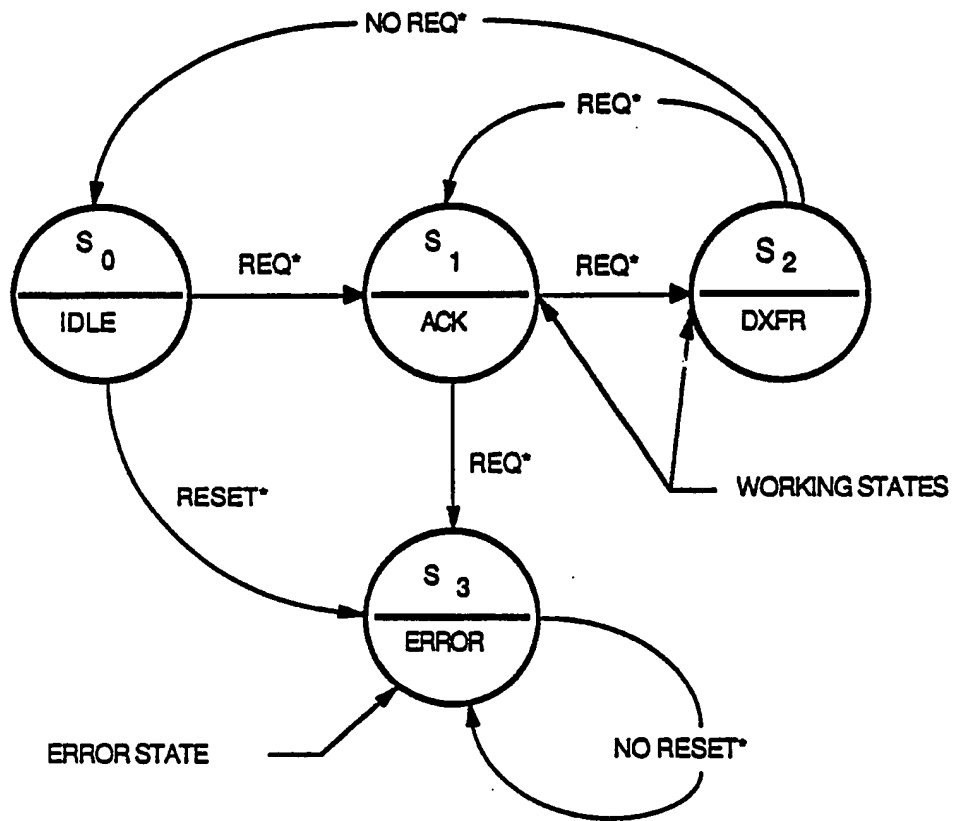 NO REQ*
REQ*
S0
IDLE
REQ*
S1
ACK
REQ*
S2
DXFR
REQ*
RESET*
WORKING STATES
S3
ERROR
ERROR STATE
NO RESET*